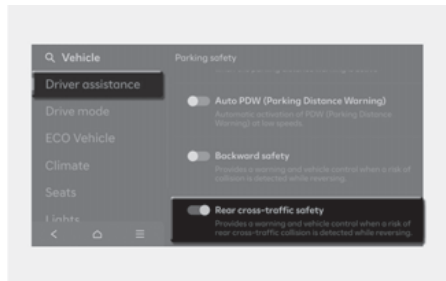 Vehicle
Parking safety
Driver assistance
Drive mode
ECO Vehicle
Climate
Seats
Lights
Auto PDW (Parking Distance Warning)
Automatic activation of PDW (Parking Distance
Warning) at low speeds.
Backward safety
Provides a warning and vehicle control when a risk of
collision is detected while reversing.
Rear cross-traffic safety
Provides a warning and vehicle control when a risk of
rear cross-traffic collision is detected while reversing.